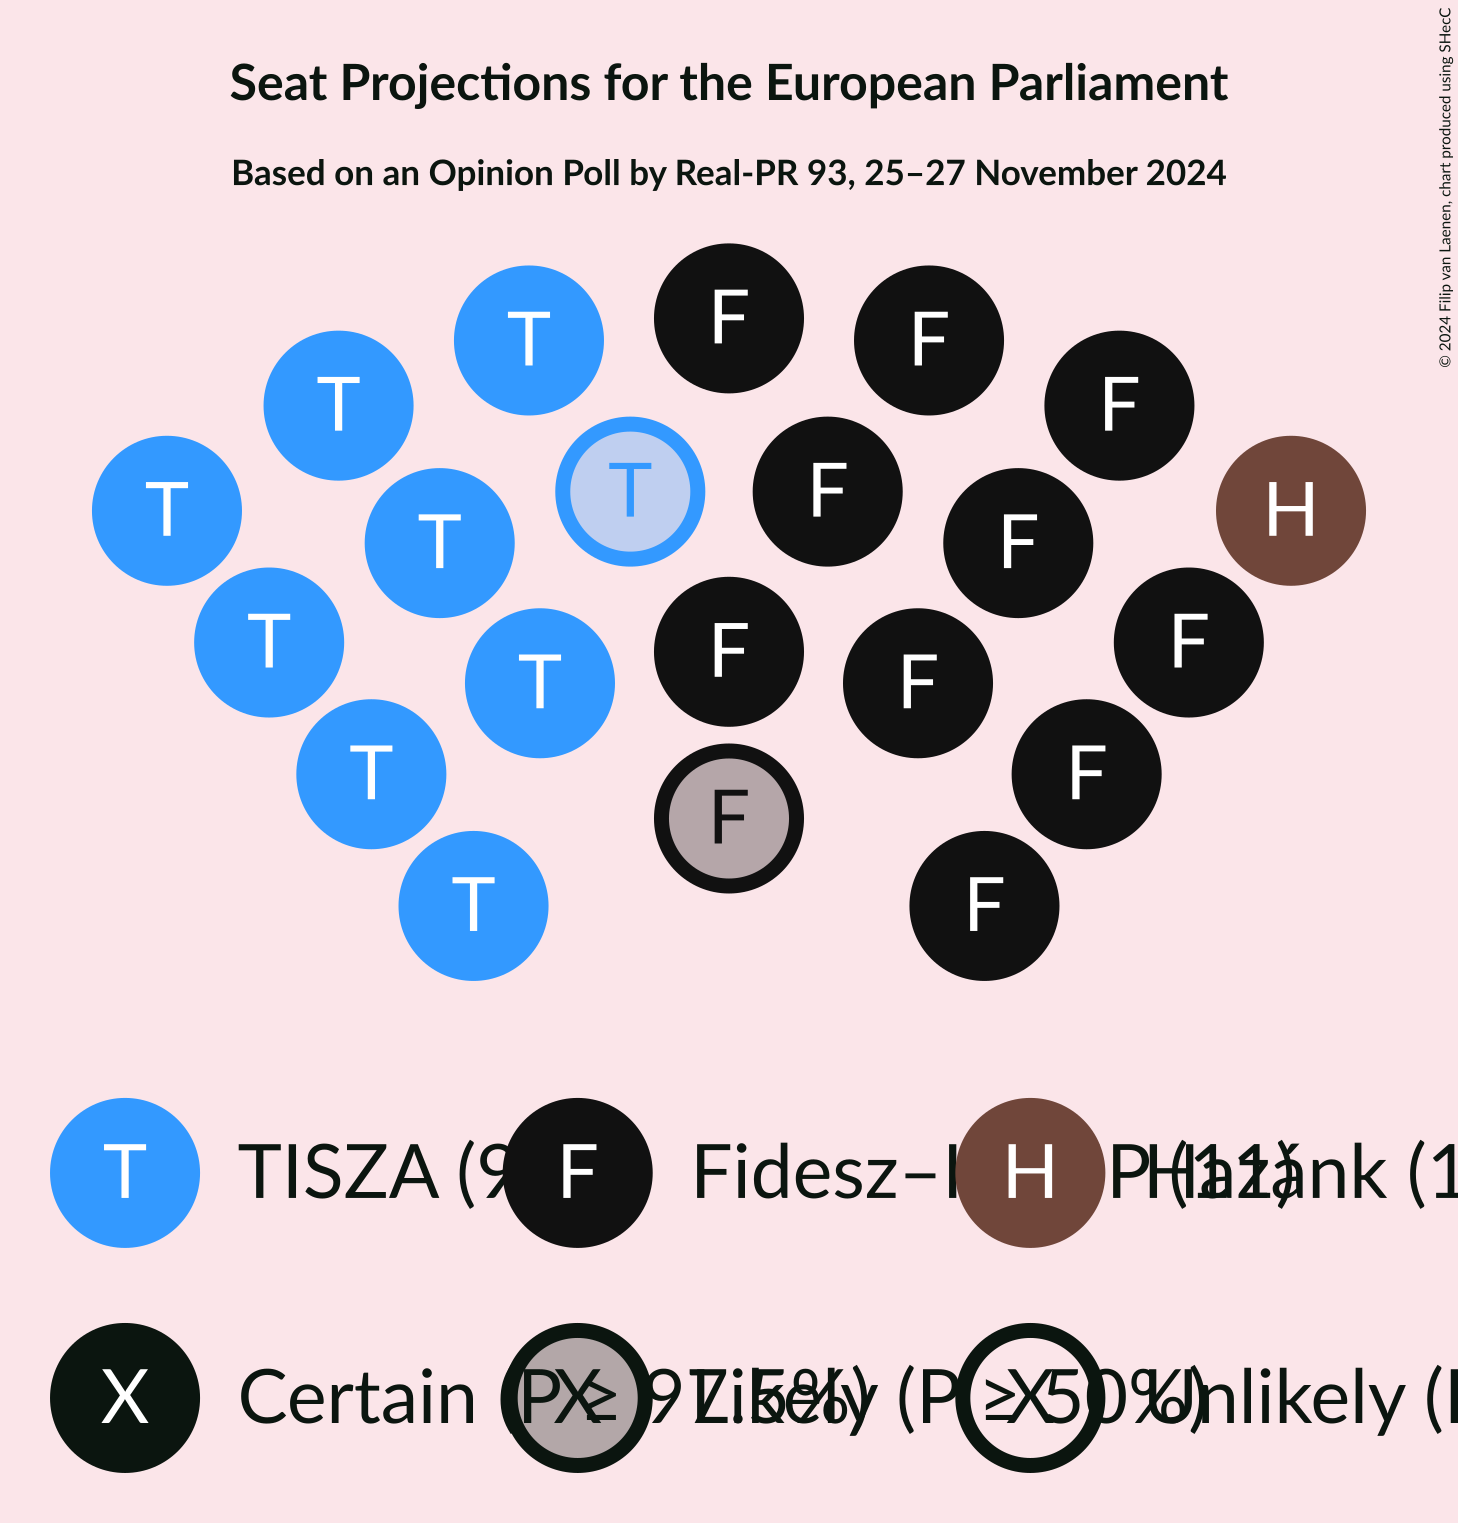 Seat Projections for the European Parliament
Based on an Opinion Poll by Real-PR 93, 25–27 November 2024
© 2024 Filip van Laenen, chart produced using SHecC
F
T F
T F
T T F H
T F
T F
F
T F
T F
F
T F
T TISZA (9 F Fidesz– H P (11) Hazánk (1
X Certain (P ≥ 97.5%) X Likely (P ≥ 50%) X Unlikely (